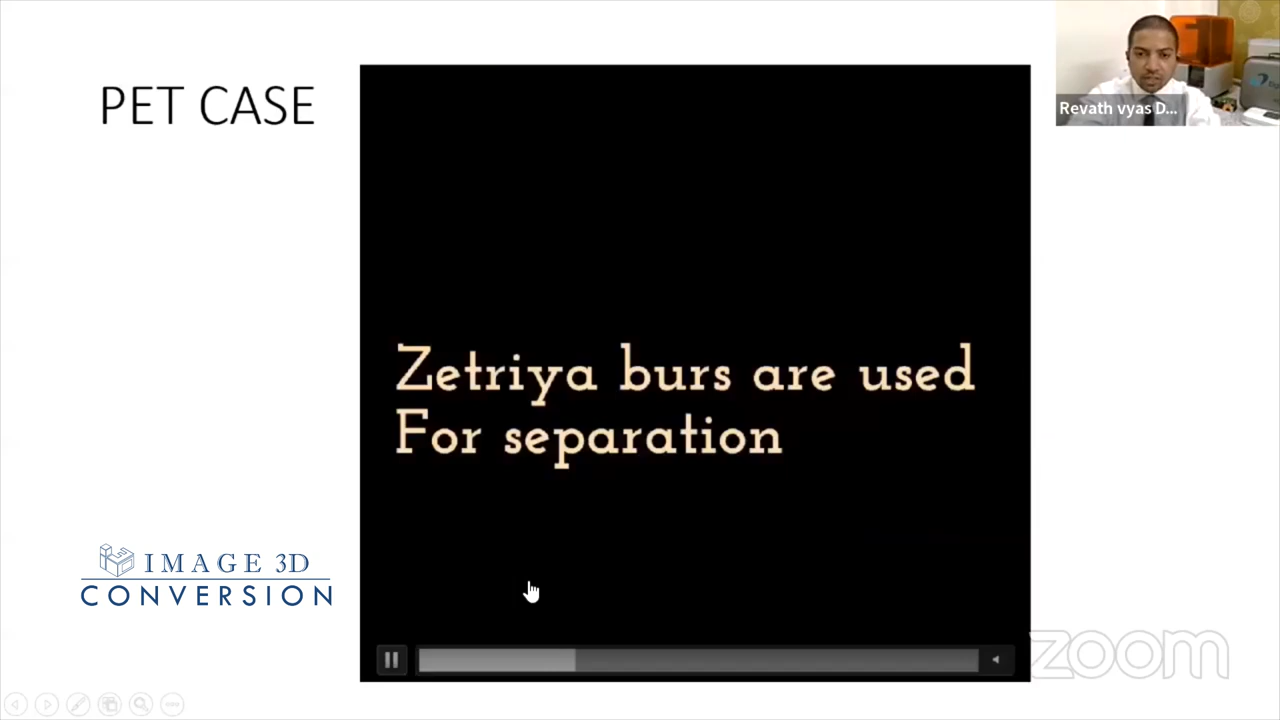 PET CASE
Revath vyas D...
Zetriya burs are used
For separation
IMAGE 3D
CONVERSION
zoom